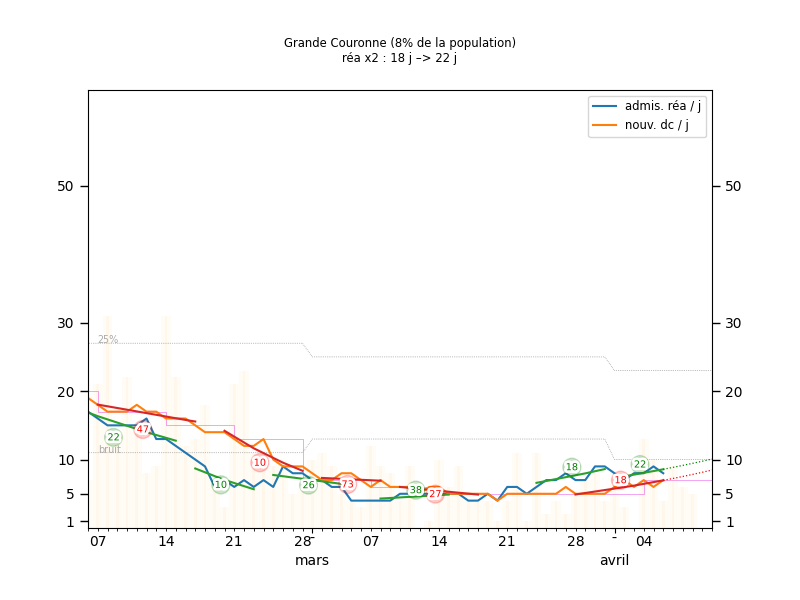 Grande Couronne (8% de la population)
réa x2 : 18 j –> 22 j
admis. réa / j
nouv. dc / j
50 50
30 30
25%
20 20
22 47
bruit
10 10
10 10 26 73 38 27 18 18 22
5 5
1 1
07 14 21 28 07 14 21 28 04
mars avril